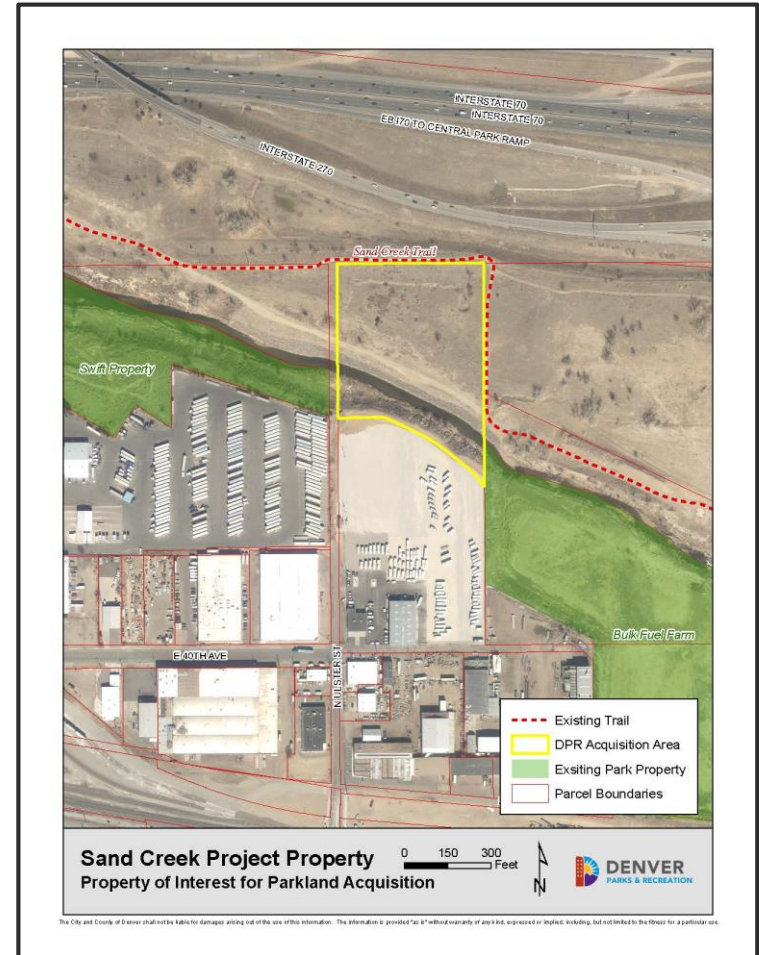 INTERSTATE 70
INTERSTATE 70
EB I70 TO CENTRAL PARK RAMP
INTERSTATE 270
Sand Creek Trail
Swift Property
Bulk Fuel Farm
E 40TH AVE
N ULSTER ST
Existing Trail
DPR Acquisition Area
Exsiting Park Property
Parcel Boundaries
Sand Creek Project Property
Property of Interest for Parkland Acquisition
0 150 300
Feet
N
DENVER
PARKS & RECREATION
The City and County of Denver shall not be liable for damages arising out of the use of this information. The information is provided "as is" without warranty of any kind, expressed or implied, including, but not limited to the fitness for a particular use.